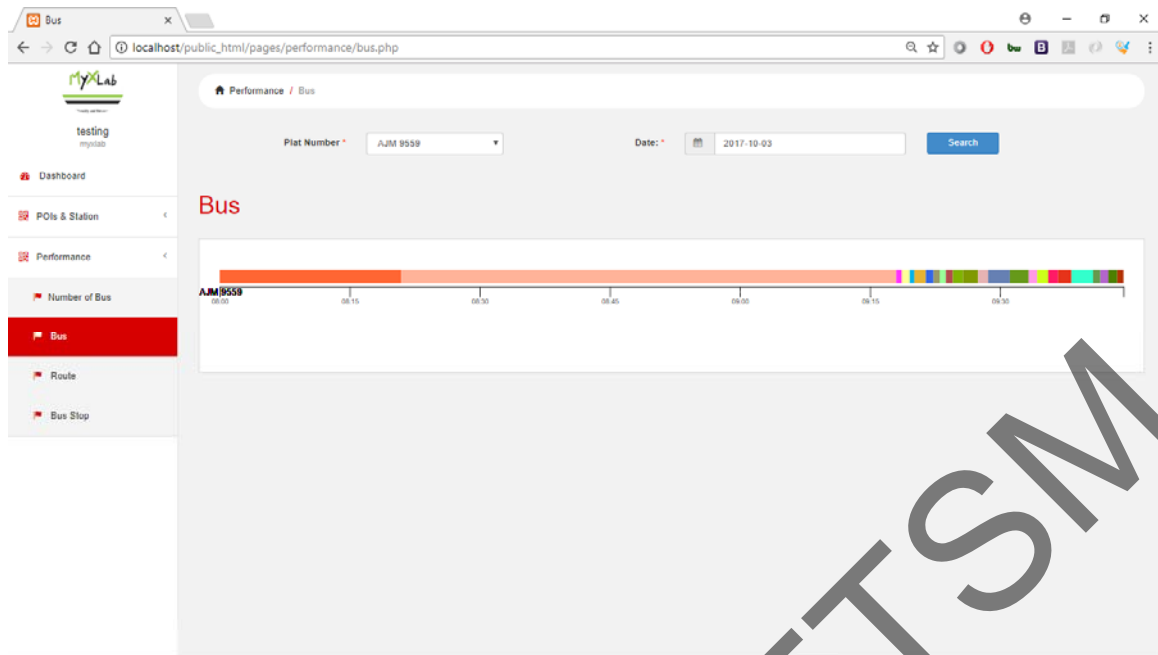 Bus
localhost/public_html/pages/performance/bus.php
MyXLab
testing
myxlab
Dashboard
POIs & Station
Performance
Number of Bus
Bus
Route
Bus Stop
Performance / Bus
Plat Number *
AJM 9559
Date: *
2017-10-03
Search
Bus
AJM 9559
08:00
08:15
08:30
08:45
09:00
09:15
09:30
TSM